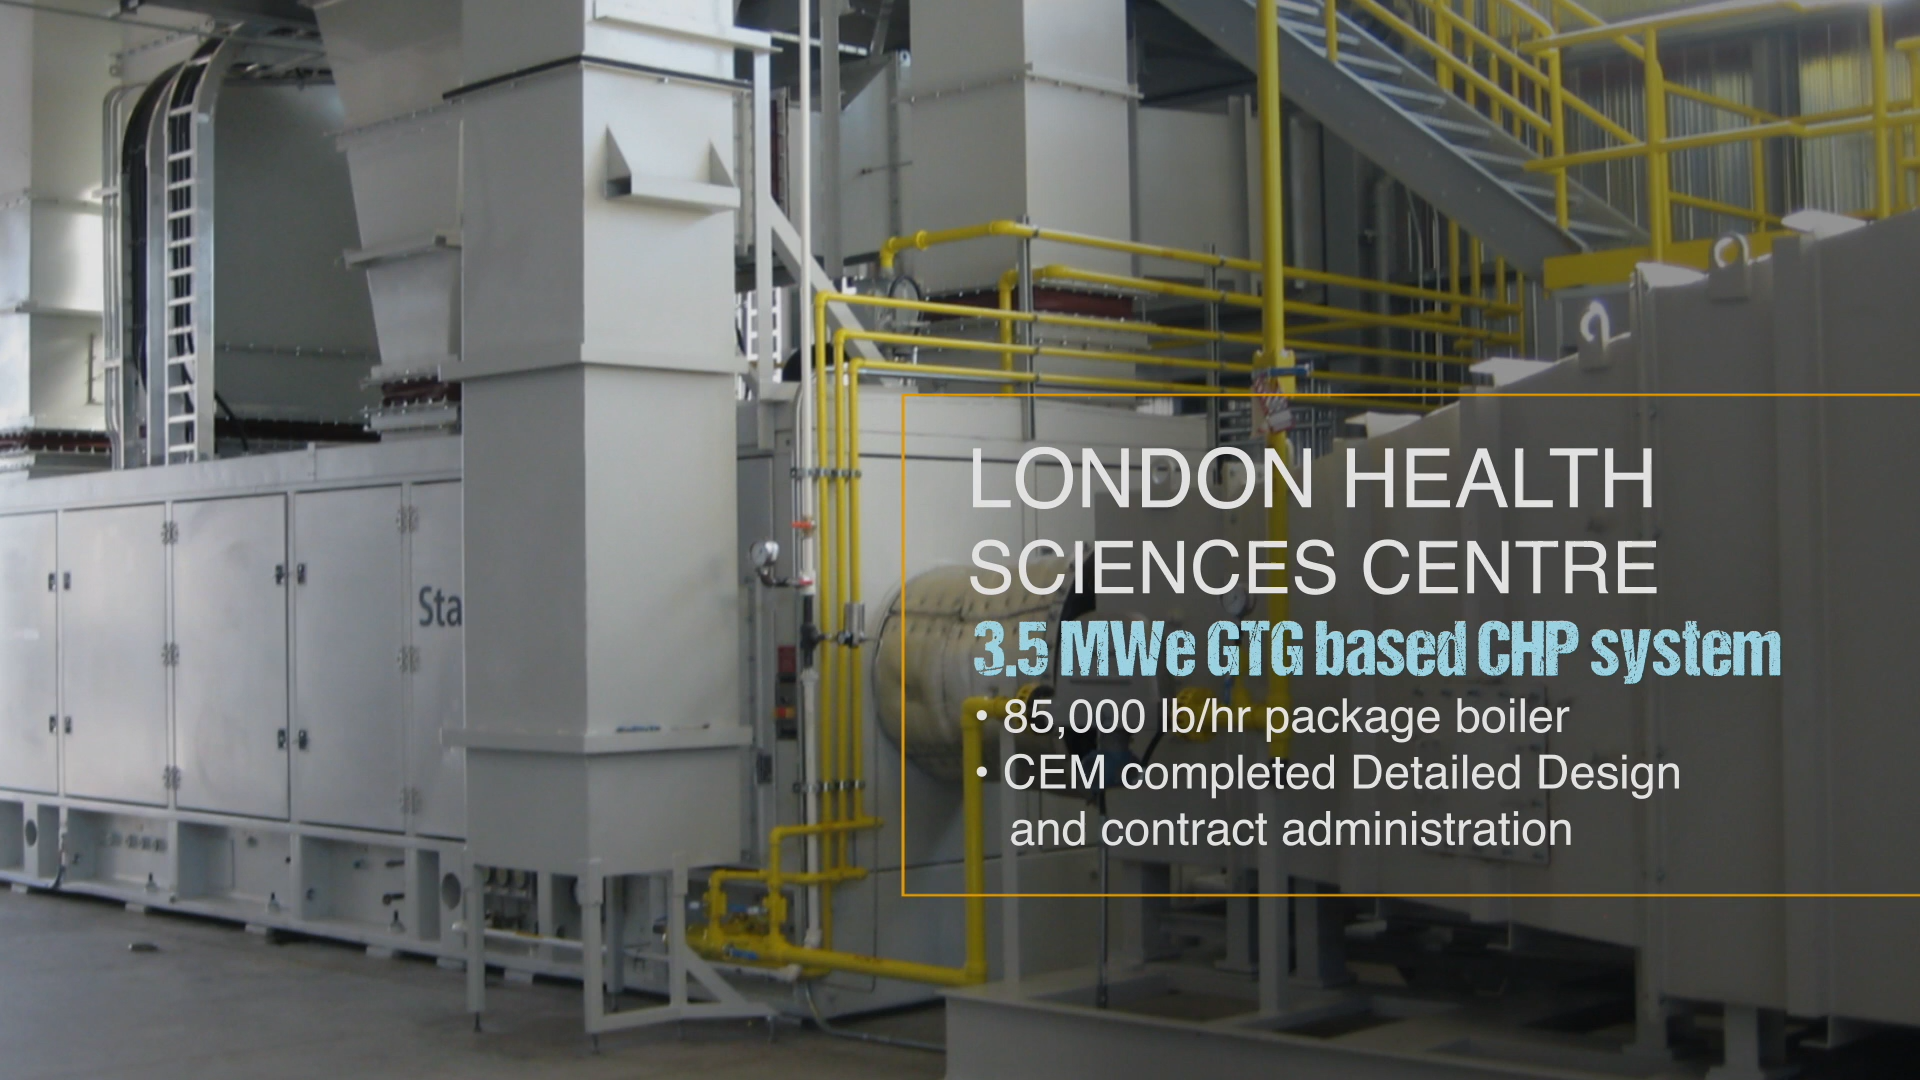 Sta
LONDON HEALTH
SCIENCES CENTRE
3.5 MWe GTG based CHP system
• 85,000 lb/hr package boiler
• CEM completed Detailed Design
and contract administration